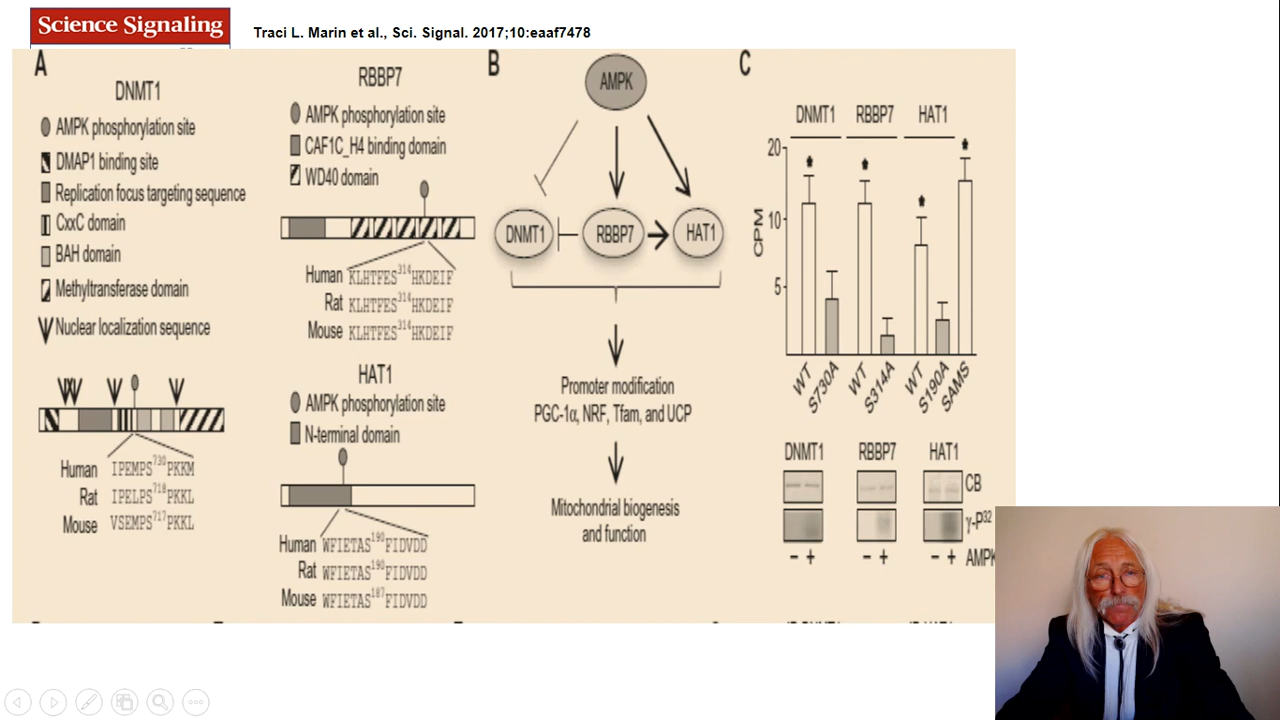 Science Signaling
Traci L. Marin et al., Sci. Signal. 2017;10:eaaf7478
A
DNMT1
AMPK phosphorylation site
DMAP1 binding site
Replication focus targeting sequence
CxxC domain
BAH domain
Methyltransferase domain
Nuclear localization sequence
Human IPEMPS⁷³⁰PKKM
Rat IPELPS⁷¹⁸PKKL
Mouse VSEMPS⁷¹⁷PKKL
RBBP7
AMPK phosphorylation site
CAF1C_H4 binding domain
WD40 domain
Human KLHTFES³¹⁴HKDEIF
Rat KLHTFES³¹⁴HKDEIF
Mouse KLHTFES³¹⁴HKDEIF
HAT1
AMPK phosphorylation site
N-terminal domain
Human WFIETAS¹⁹⁰FIDVDD
Rat WFIETAS¹⁹⁰FIDVDD
Mouse WFIETAS¹⁸⁷FIDVDD
B
AMPK
DNMT1 RBBP7 HAT1
Promoter modification
PGC-1α, NRF, Tfam, and UCP
Mitochondrial biogenesis
and function
C
DNMT1 RBBP7 HAT1
20
10
5
CPM
* * * *
WT S730A WT S314A WT S190A SAMS
DNMT1 RBBP7 HAT1
CB
γ-P³²
− + − + − + AMPK